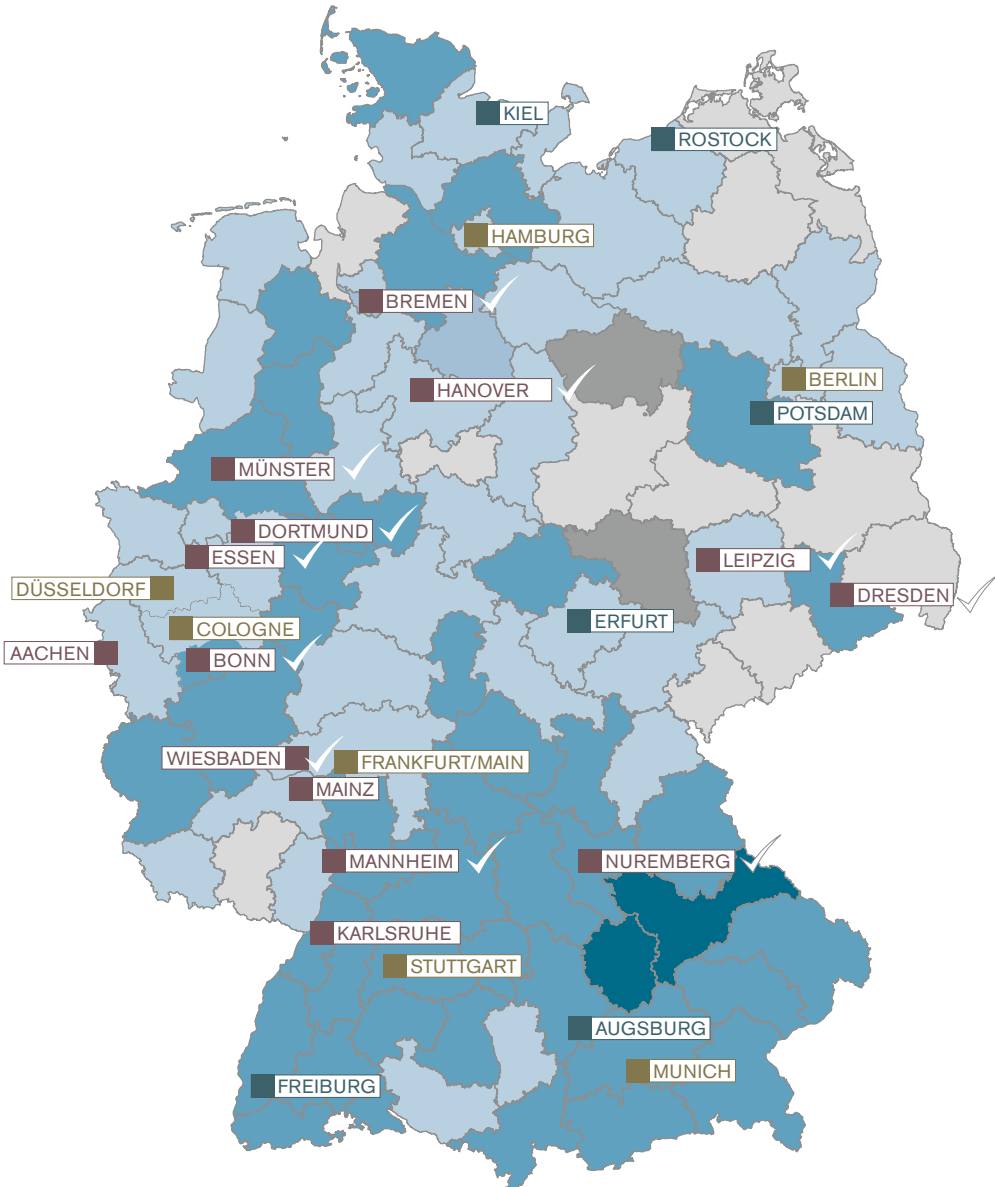 KIEL
ROSTOCK
HAMBURG
BREMEN
HANOVER
BERLIN
POTSDAM
MÜNSTER
DORTMUND
ESSEN
LEIPZIG
DÜSSELDORF
DRESDEN
COLOGNE
ERFURT
AACHEN
BONN
WIESBADEN
FRANKFURT/MAIN
MAINZ
MANNHEIM
NUREMBERG
KARLSRUHE
STUTTGART
AUGSBURG
MUNICH
FREIBURG